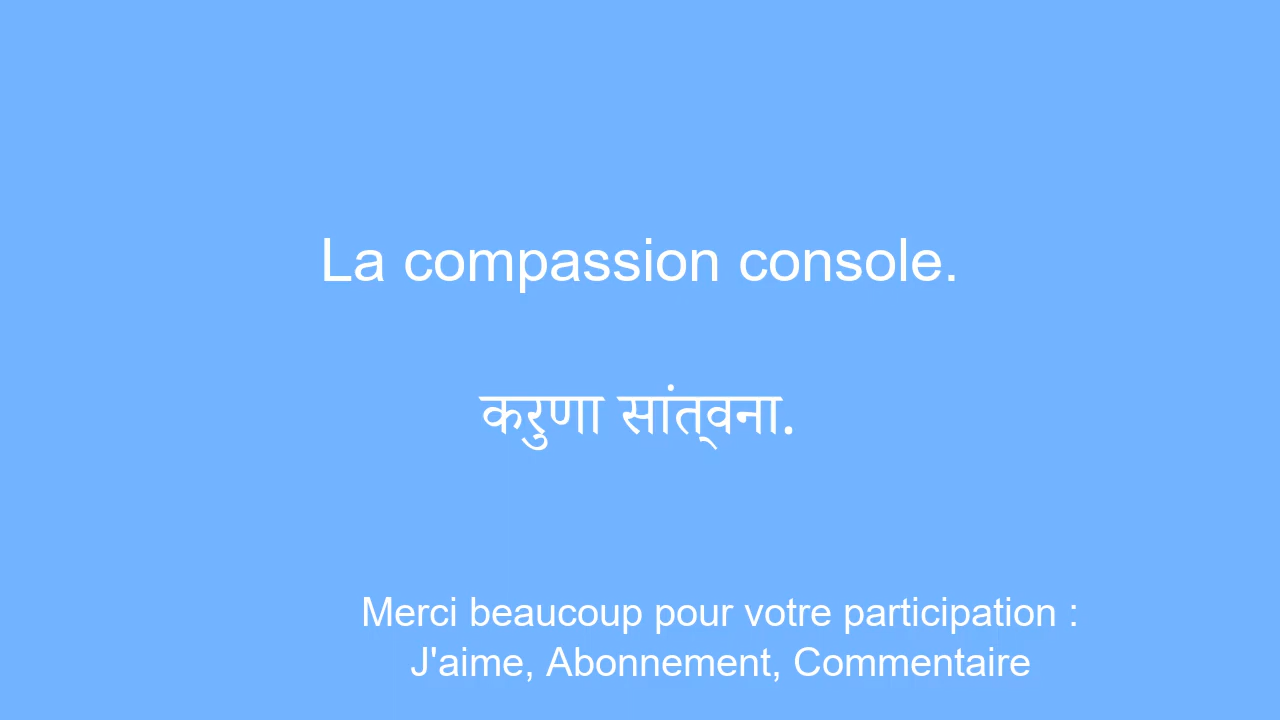 La compassion console.
करुणा सांत्वना.
Merci beaucoup pour votre participation :
J'aime, Abonnement, Commentaire